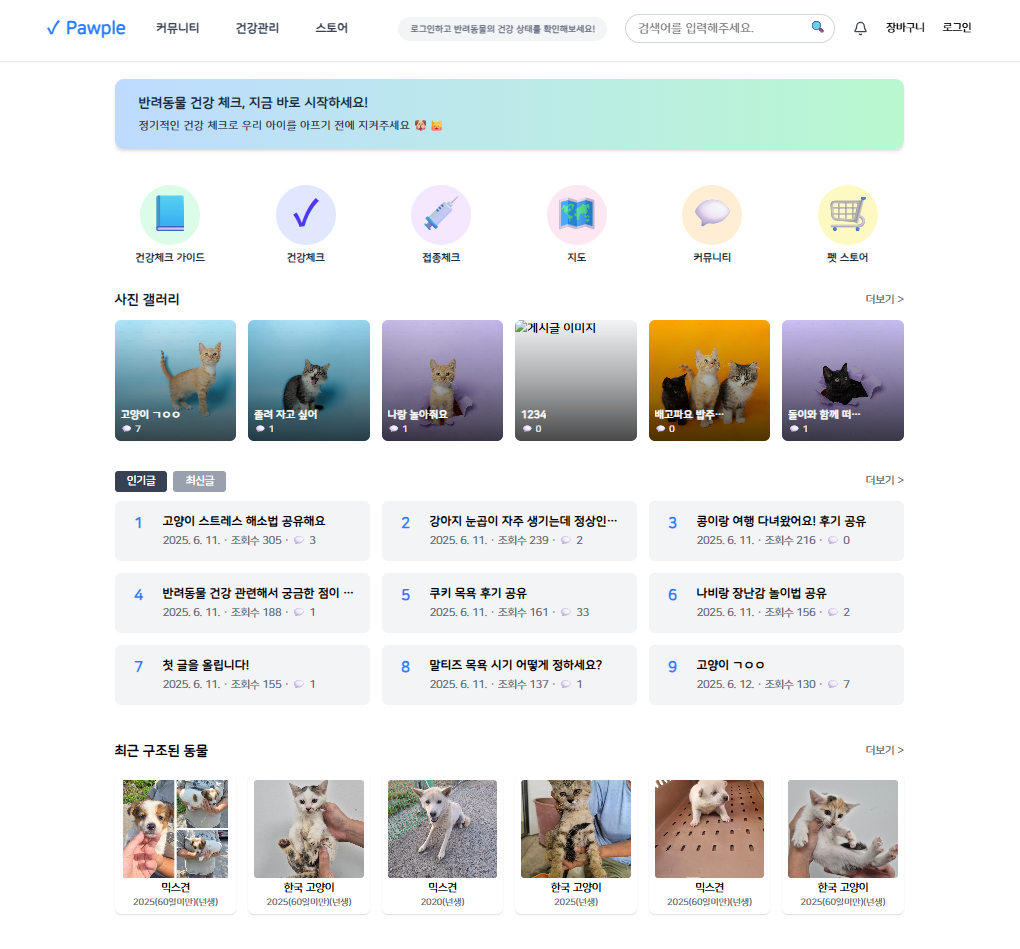 Pawple
커뮤니티 건강관리 스토어 로그인하고 반려동물의 건강 상태를 확인해보세요! 검색어를 입력해주세요. 장바구니 로그인
반려동물 건강 체크, 지금 바로 시작하세요!
정기적인 건강 체크로 우리 아이를 아프기 전에 지켜주세요 🐶 🐱
건강체크 가이드 건강체크 접종체크 지도 커뮤니티 펫 스토어
사진 갤러리 더보기 >
게시글 이미지
고양이 ㄱㅇㅇ 졸려 자고 싶어 나랑 놀아줘요 1234 배고파요 밥주… 돌이와 함께 떠…
7 1 1 0 0 1
인기글 최신글 더보기 >
1 고양이 스트레스 해소법 공유해요
2025. 6. 11. · 조회수 305 · 3
2 강아지 눈곱이 자주 생기는데 정상인…
2025. 6. 11. · 조회수 239 · 2
3 콩이랑 여행 다녀왔어요! 후기 공유
2025. 6. 11. · 조회수 216 · 0
4 반려동물 건강 관련해서 궁금한 점이 …
2025. 6. 11. · 조회수 188 · 1
5 쿠키 목욕 후기 공유
2025. 6. 11. · 조회수 161 · 33
6 나비랑 장난감 놀이법 공유
2025. 6. 11. · 조회수 156 · 2
7 첫 글을 올립니다!
2025. 6. 11. · 조회수 155 · 1
8 말티즈 목욕 시기 어떻게 정하세요?
2025. 6. 11. · 조회수 137 · 1
9 고양이 ㄱㅇㅇ
2025. 6. 12. · 조회수 130 · 7
최근 구조된 동물 더보기 >
믹스견 한국 고양이 믹스견 한국 고양이 믹스견 한국 고양이
2025(60일미만)(년생) 2025(60일미만)(년생) 2020(년생) 2025(년생) 2025(60일미만)(년생) 2025(60일미만)(년생)